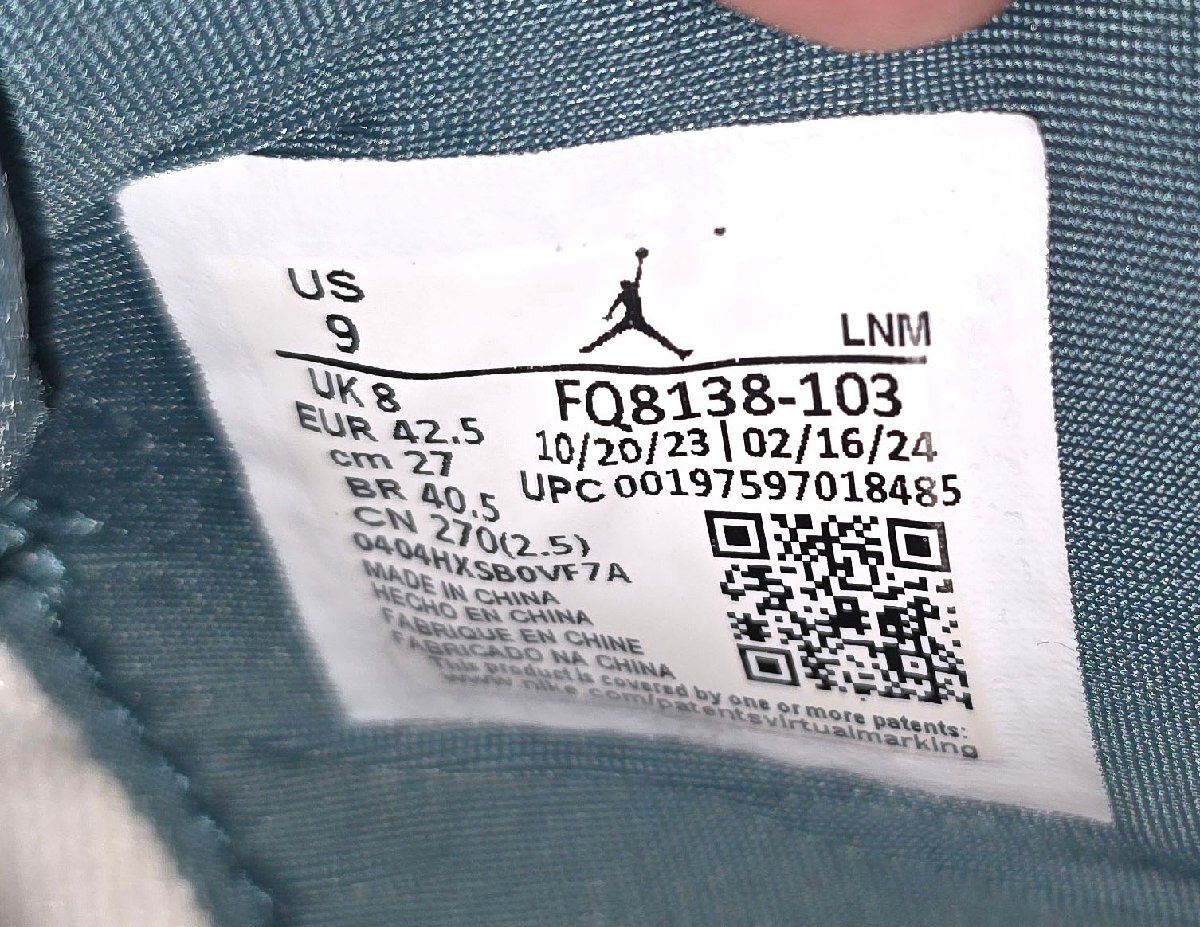 US
9
LNM
UK 8
EUR 42.5
cm 27
BR 40.5
CN 270(2.5)
FQ8138-103
10/20/23 | 02/16/24
UPC 00197597018485
0404HXSB0VF7A
MADE IN CHINA
HECHO EN CHINA
FABRIQUE EN CHINE
FABRICADO NA CHINA
This product is covered by one or more patents:
www.nike.com/patentsvirtualmarking